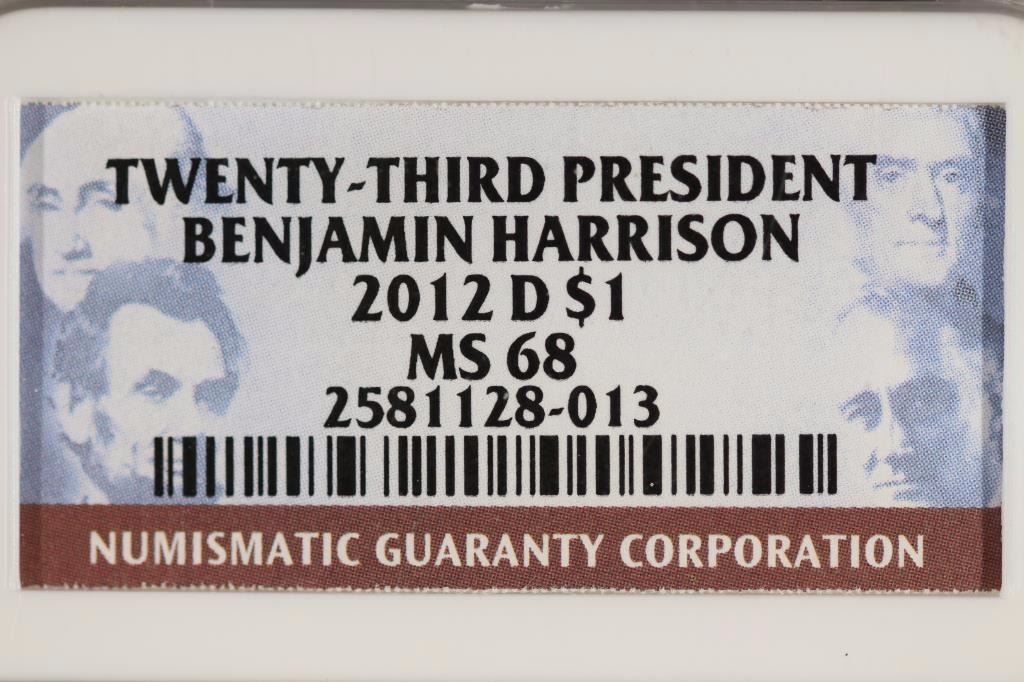 TWENTY-THIRD PRESIDENT
BENJAMIN HARRISON
2012 D $1
MS 68
2581128-013
NUMISMATIC GUARANTY CORPORATION